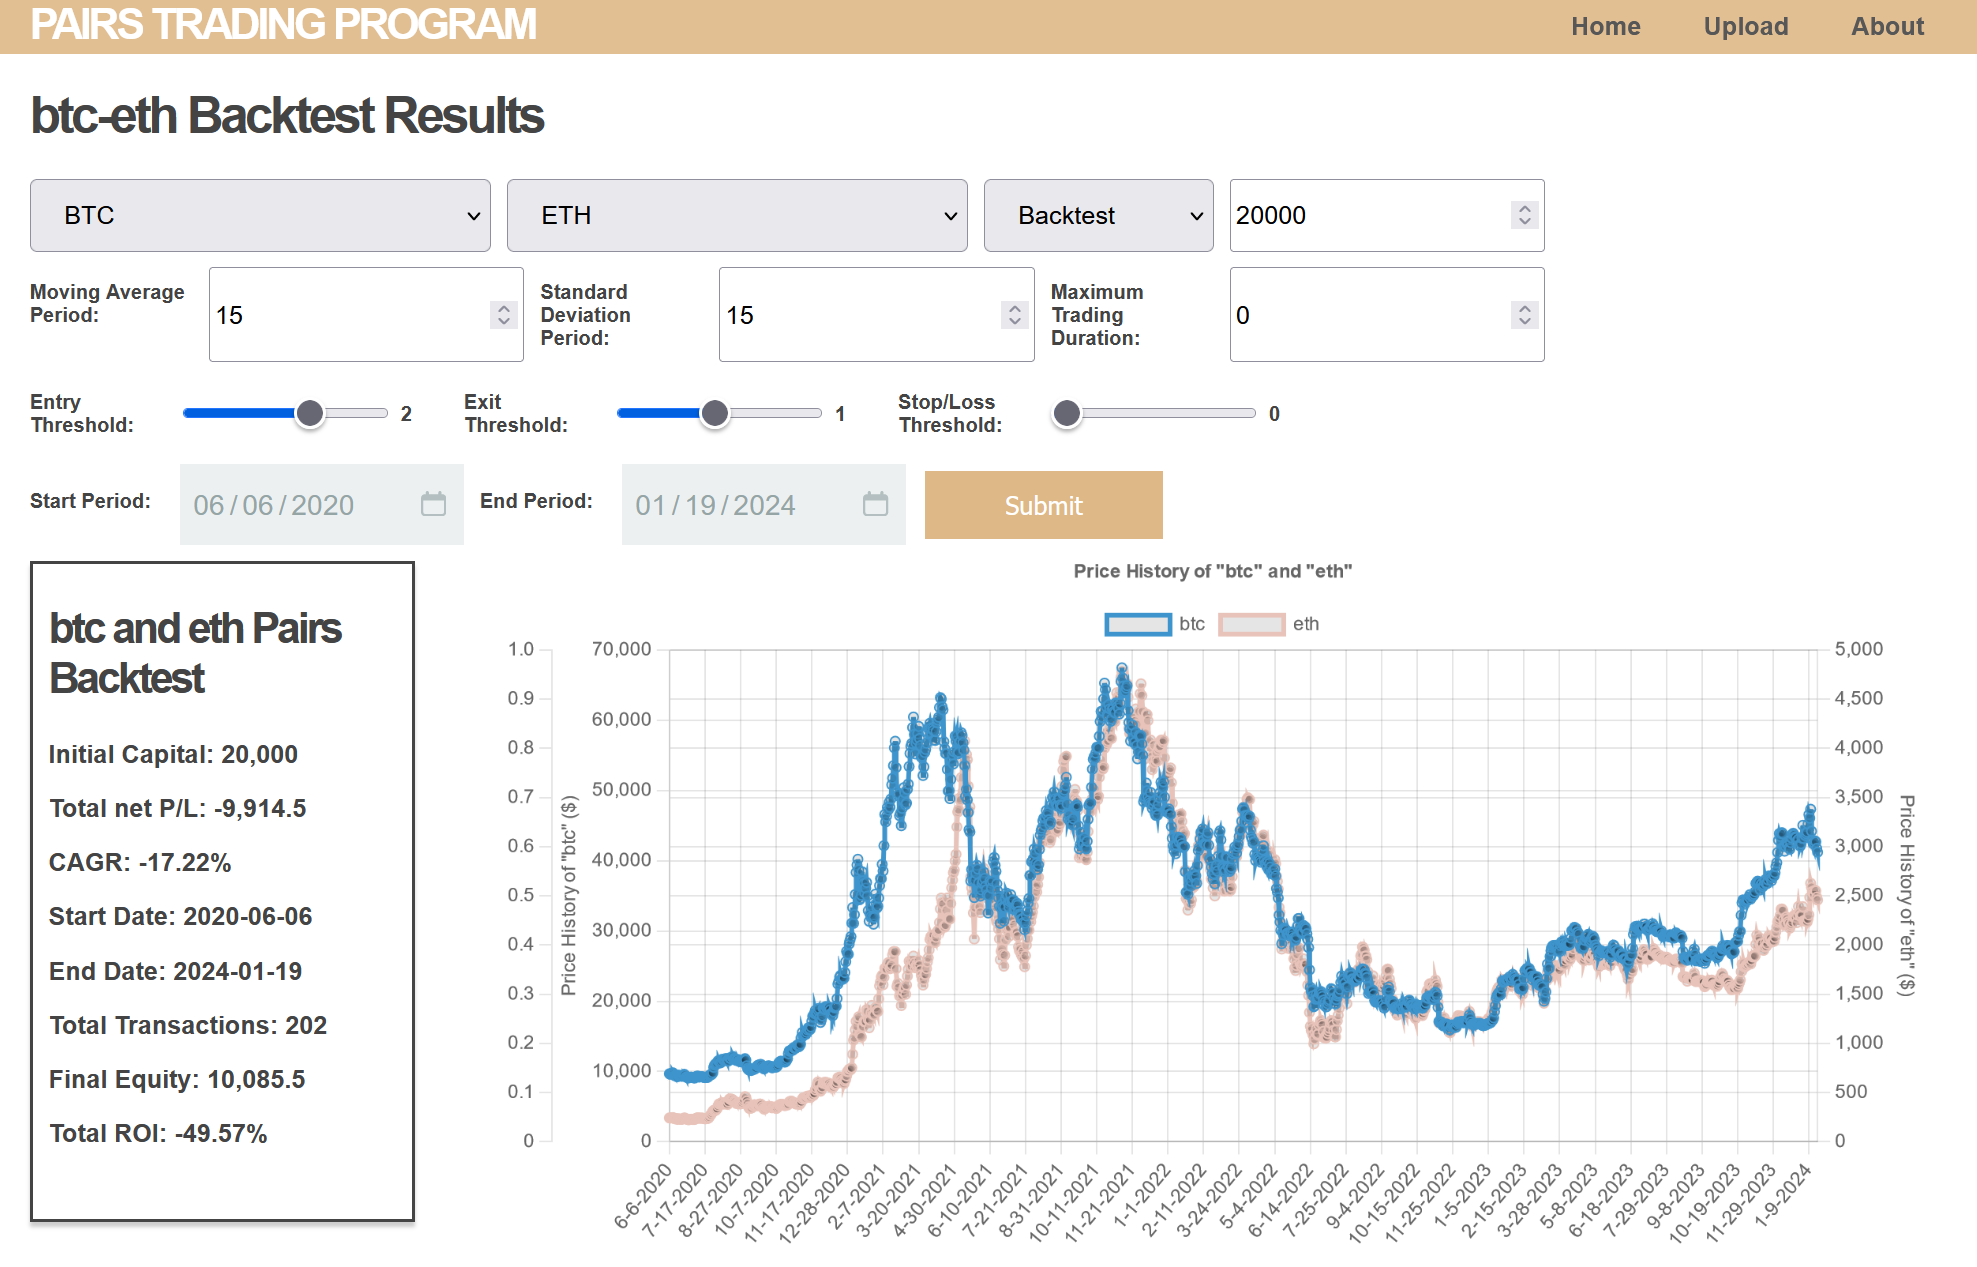 PAIRS TRADING PROGRAM
Home
Upload
About
btc-eth Backtest Results
BTC
ETH
Backtest
20000
Moving Average
Period:
15
Standard
Deviation
Period:
15
Maximum
Trading
Duration:
0
Entry
Threshold:
2
Exit
Threshold:
1
Stop/Loss
Threshold:
0
Start Period:
06/06/2020
End Period:
01/19/2024
Submit
btc and eth Pairs
Backtest
Initial Capital: 20,000
Total net P/L: -9,914.5
CAGR: -17.22%
Start Date: 2020-06-06
End Date: 2024-01-19
Total Transactions: 202
Final Equity: 10,085.5
Total ROI: -49.57%
Price History of "btc" and "eth"
btc
eth
1.0
0.9
0.8
0.7
0.6
0.5
0.4
0.3
0.2
0.1
0
Price History of "btc" ($)
70,000
60,000
50,000
40,000
30,000
20,000
10,000
0
5,000
4,500
4,000
3,500
3,000
2,500
2,000
1,500
1,000
500
0
Price History of "eth" ($)
6-6-2020
7-17-2020
8-27-2020
10-7-2020
11-17-2020
12-28-2020
2-7-2021
3-20-2021
4-30-2021
6-10-2021
7-21-2021
8-31-2021
10-11-2021
11-21-2021
1-1-2022
2-11-2022
3-24-2022
5-4-2022
6-14-2022
7-25-2022
9-4-2022
10-15-2022
11-25-2022
1-5-2023
2-15-2023
3-28-2023
5-8-2023
6-18-2023
7-29-2023
9-8-2023
10-19-2023
11-29-2023
1-9-2024